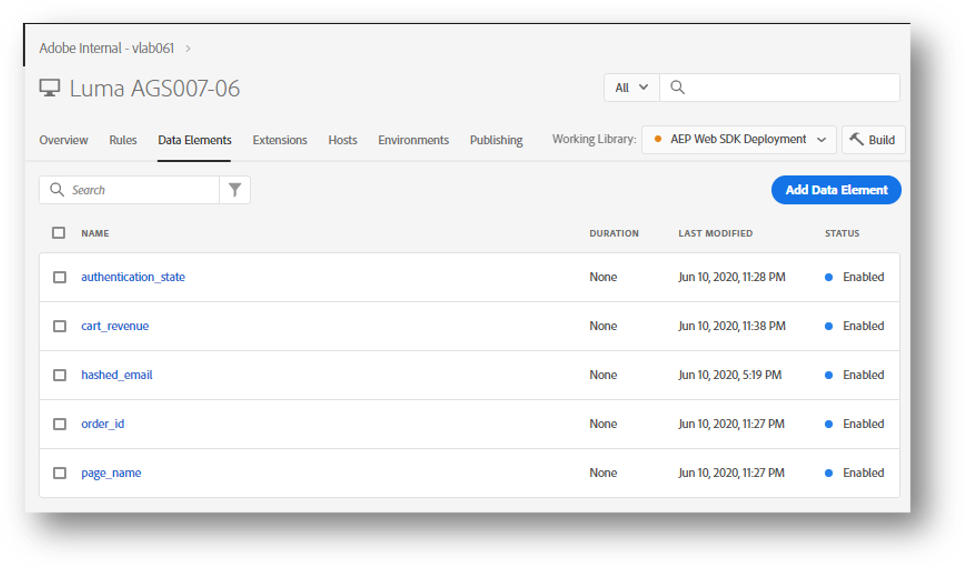 Adobe Internal - vlab061 >
Luma AGS007-06
All
Overview Rules Data Elements Extensions Hosts Environments Publishing Working Library: AEP Web SDK Deployment Build
Search
Add Data Element
NAME DURATION LAST MODIFIED STATUS
authentication_state None Jun 10, 2020, 11:28 PM Enabled
cart_revenue None Jun 10, 2020, 11:38 PM Enabled
hashed_email None Jun 10, 2020, 5:19 PM Enabled
order_id None Jun 10, 2020, 11:27 PM Enabled
page_name None Jun 10, 2020, 11:27 PM Enabled